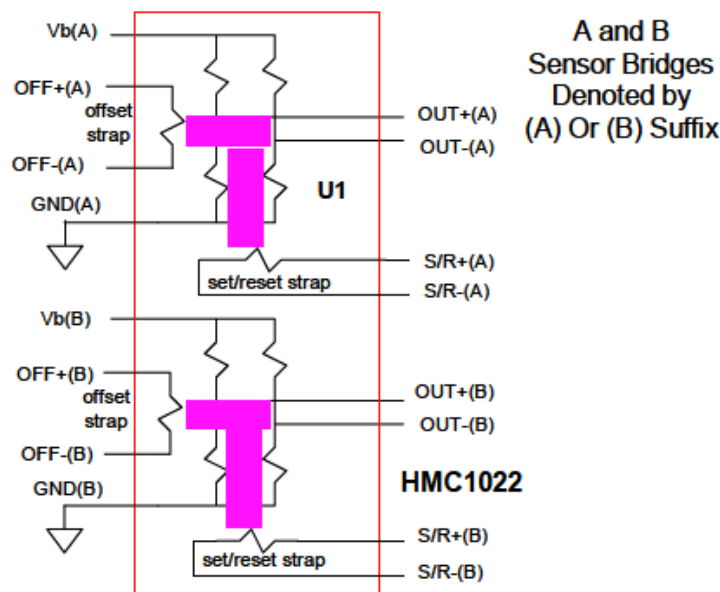 Vb(A)
A and B
Sensor Bridges
Denoted by
(A) Or (B) Suffix
OFF+(A)
offset
strap
OUT+(A)
OUT-(A)
OFF-(A)
U1
GND(A)
S/R+(A)
set/reset strap
S/R-(A)
Vb(B)
OFF+(B)
offset
strap
OUT+(B)
OUT-(B)
OFF-(B)
GND(B)
HMC1022
S/R+(B)
set/reset strap
S/R-(B)